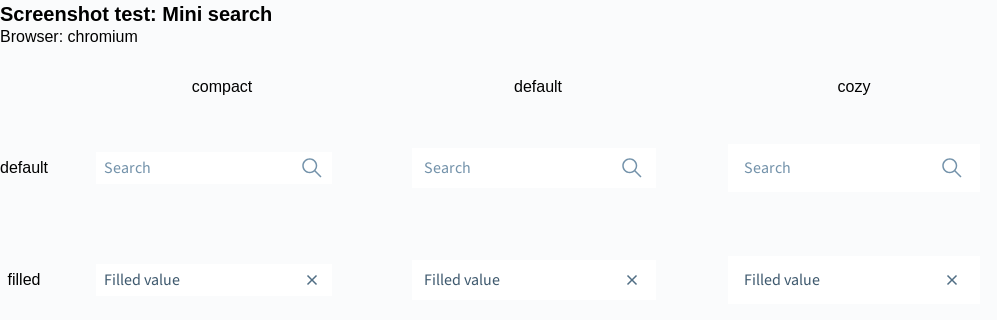 Screenshot test: Mini search
Browser: chromium
compact default cozy
default Search Search Search
filled Filled value Filled value Filled value